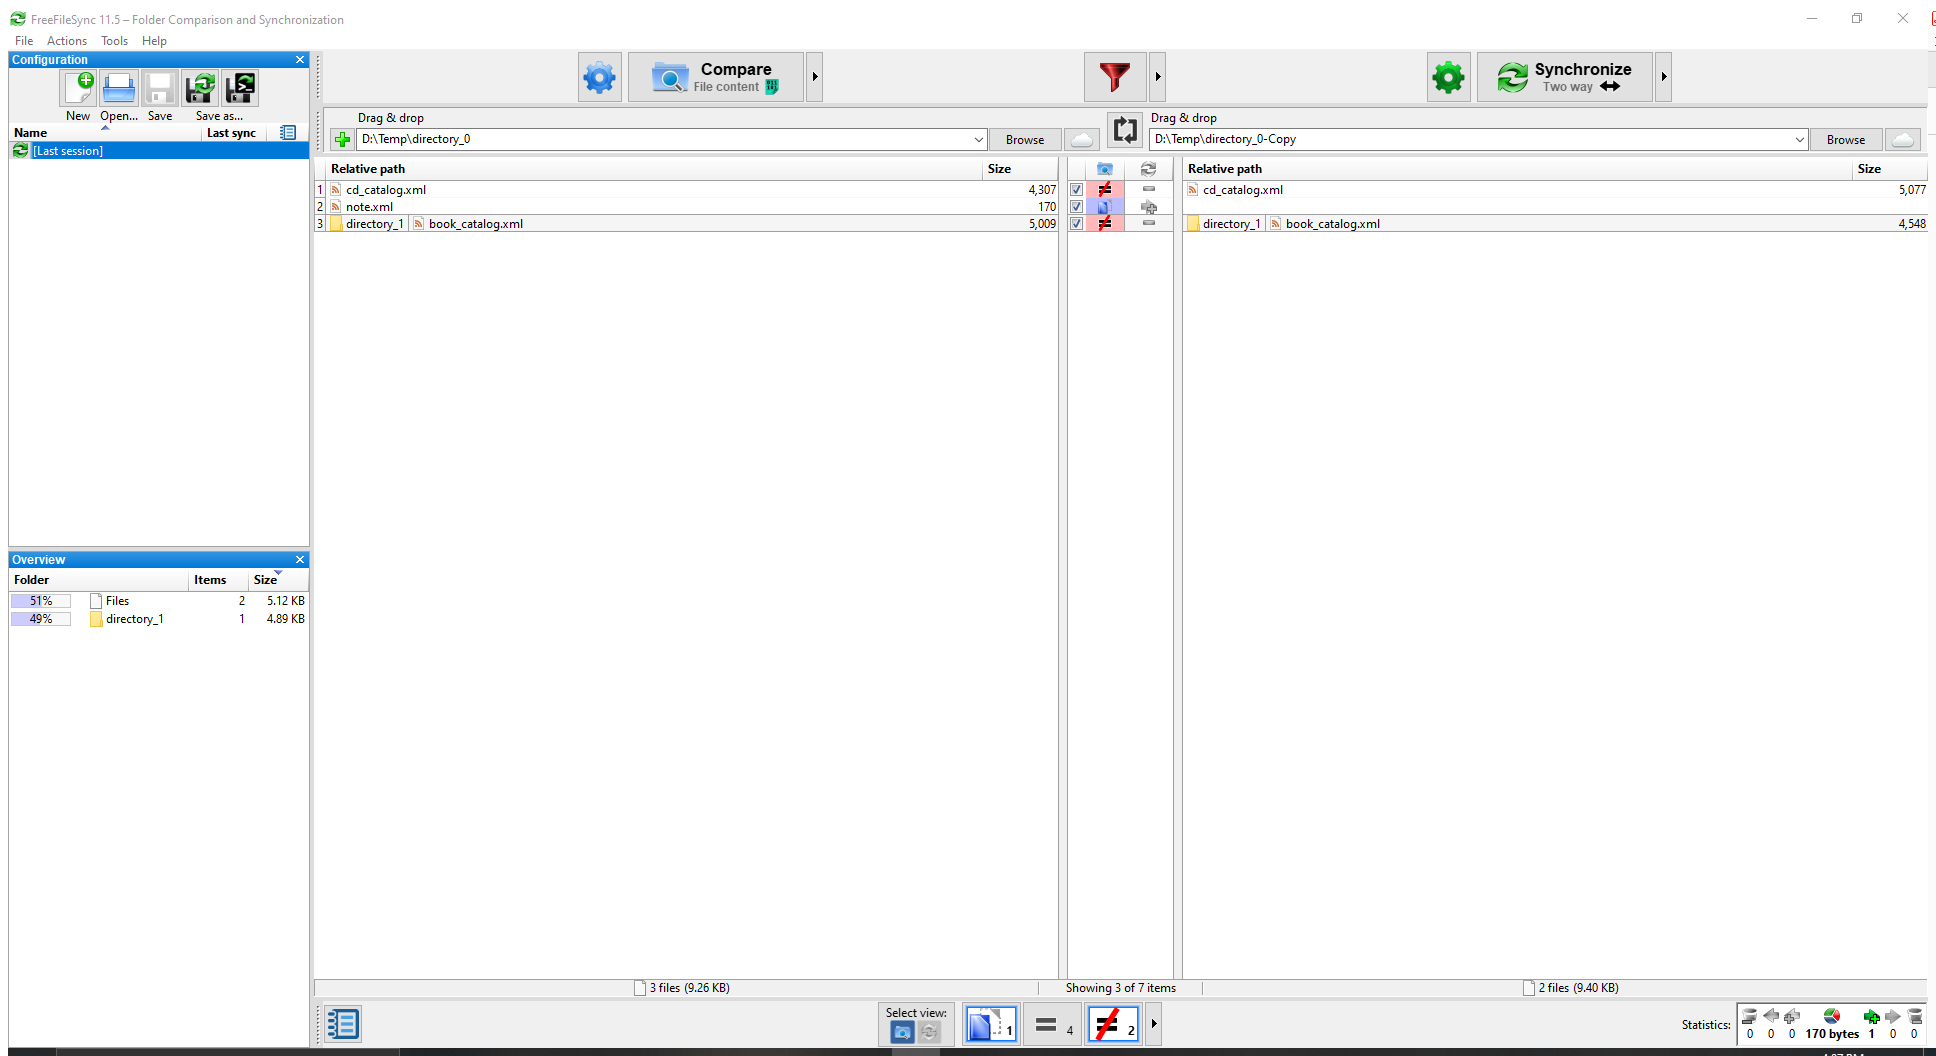 FreeFileSync 11.5 – Folder Comparison and Synchronization
File Actions Tools Help
Configuration
New Open... Save Save as...
Name Last sync
[Last session]
Compare
File content
Synchronize
Two way
Drag & drop
D:\Temp\directory_0 Browse
Drag & drop
D:\Temp\directory_0-Copy Browse
Relative path Size Relative path Size
1 cd_catalog.xml 4,307 cd_catalog.xml 5,077
2 note.xml 170
3 directory_1 book_catalog.xml 5,009 directory_1 book_catalog.xml 4,548
Overview
Folder Items Size
51% Files 2 5.12 KB
49% directory_1 1 4.89 KB
3 files (9.26 KB) Showing 3 of 7 items 2 files (9.40 KB)
Select view:
1 4 2
Statistics:
0 0 0 170 bytes 1 0 0